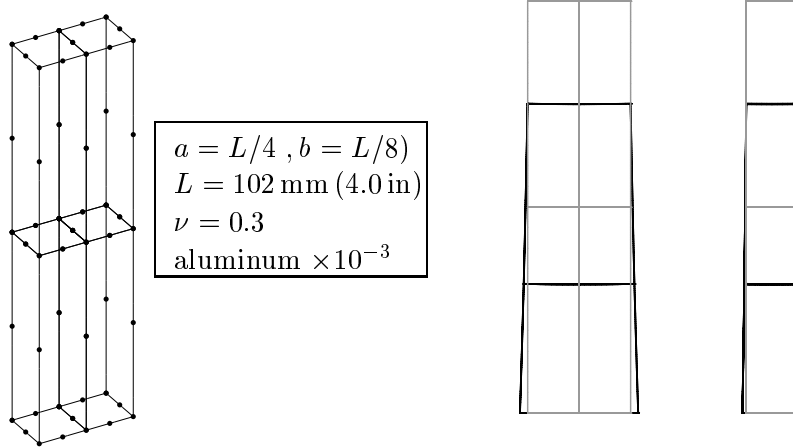 a = L/4 , b = L/8)
L = 102 mm (4.0 in)
ν = 0.3
aluminum ×10⁻³